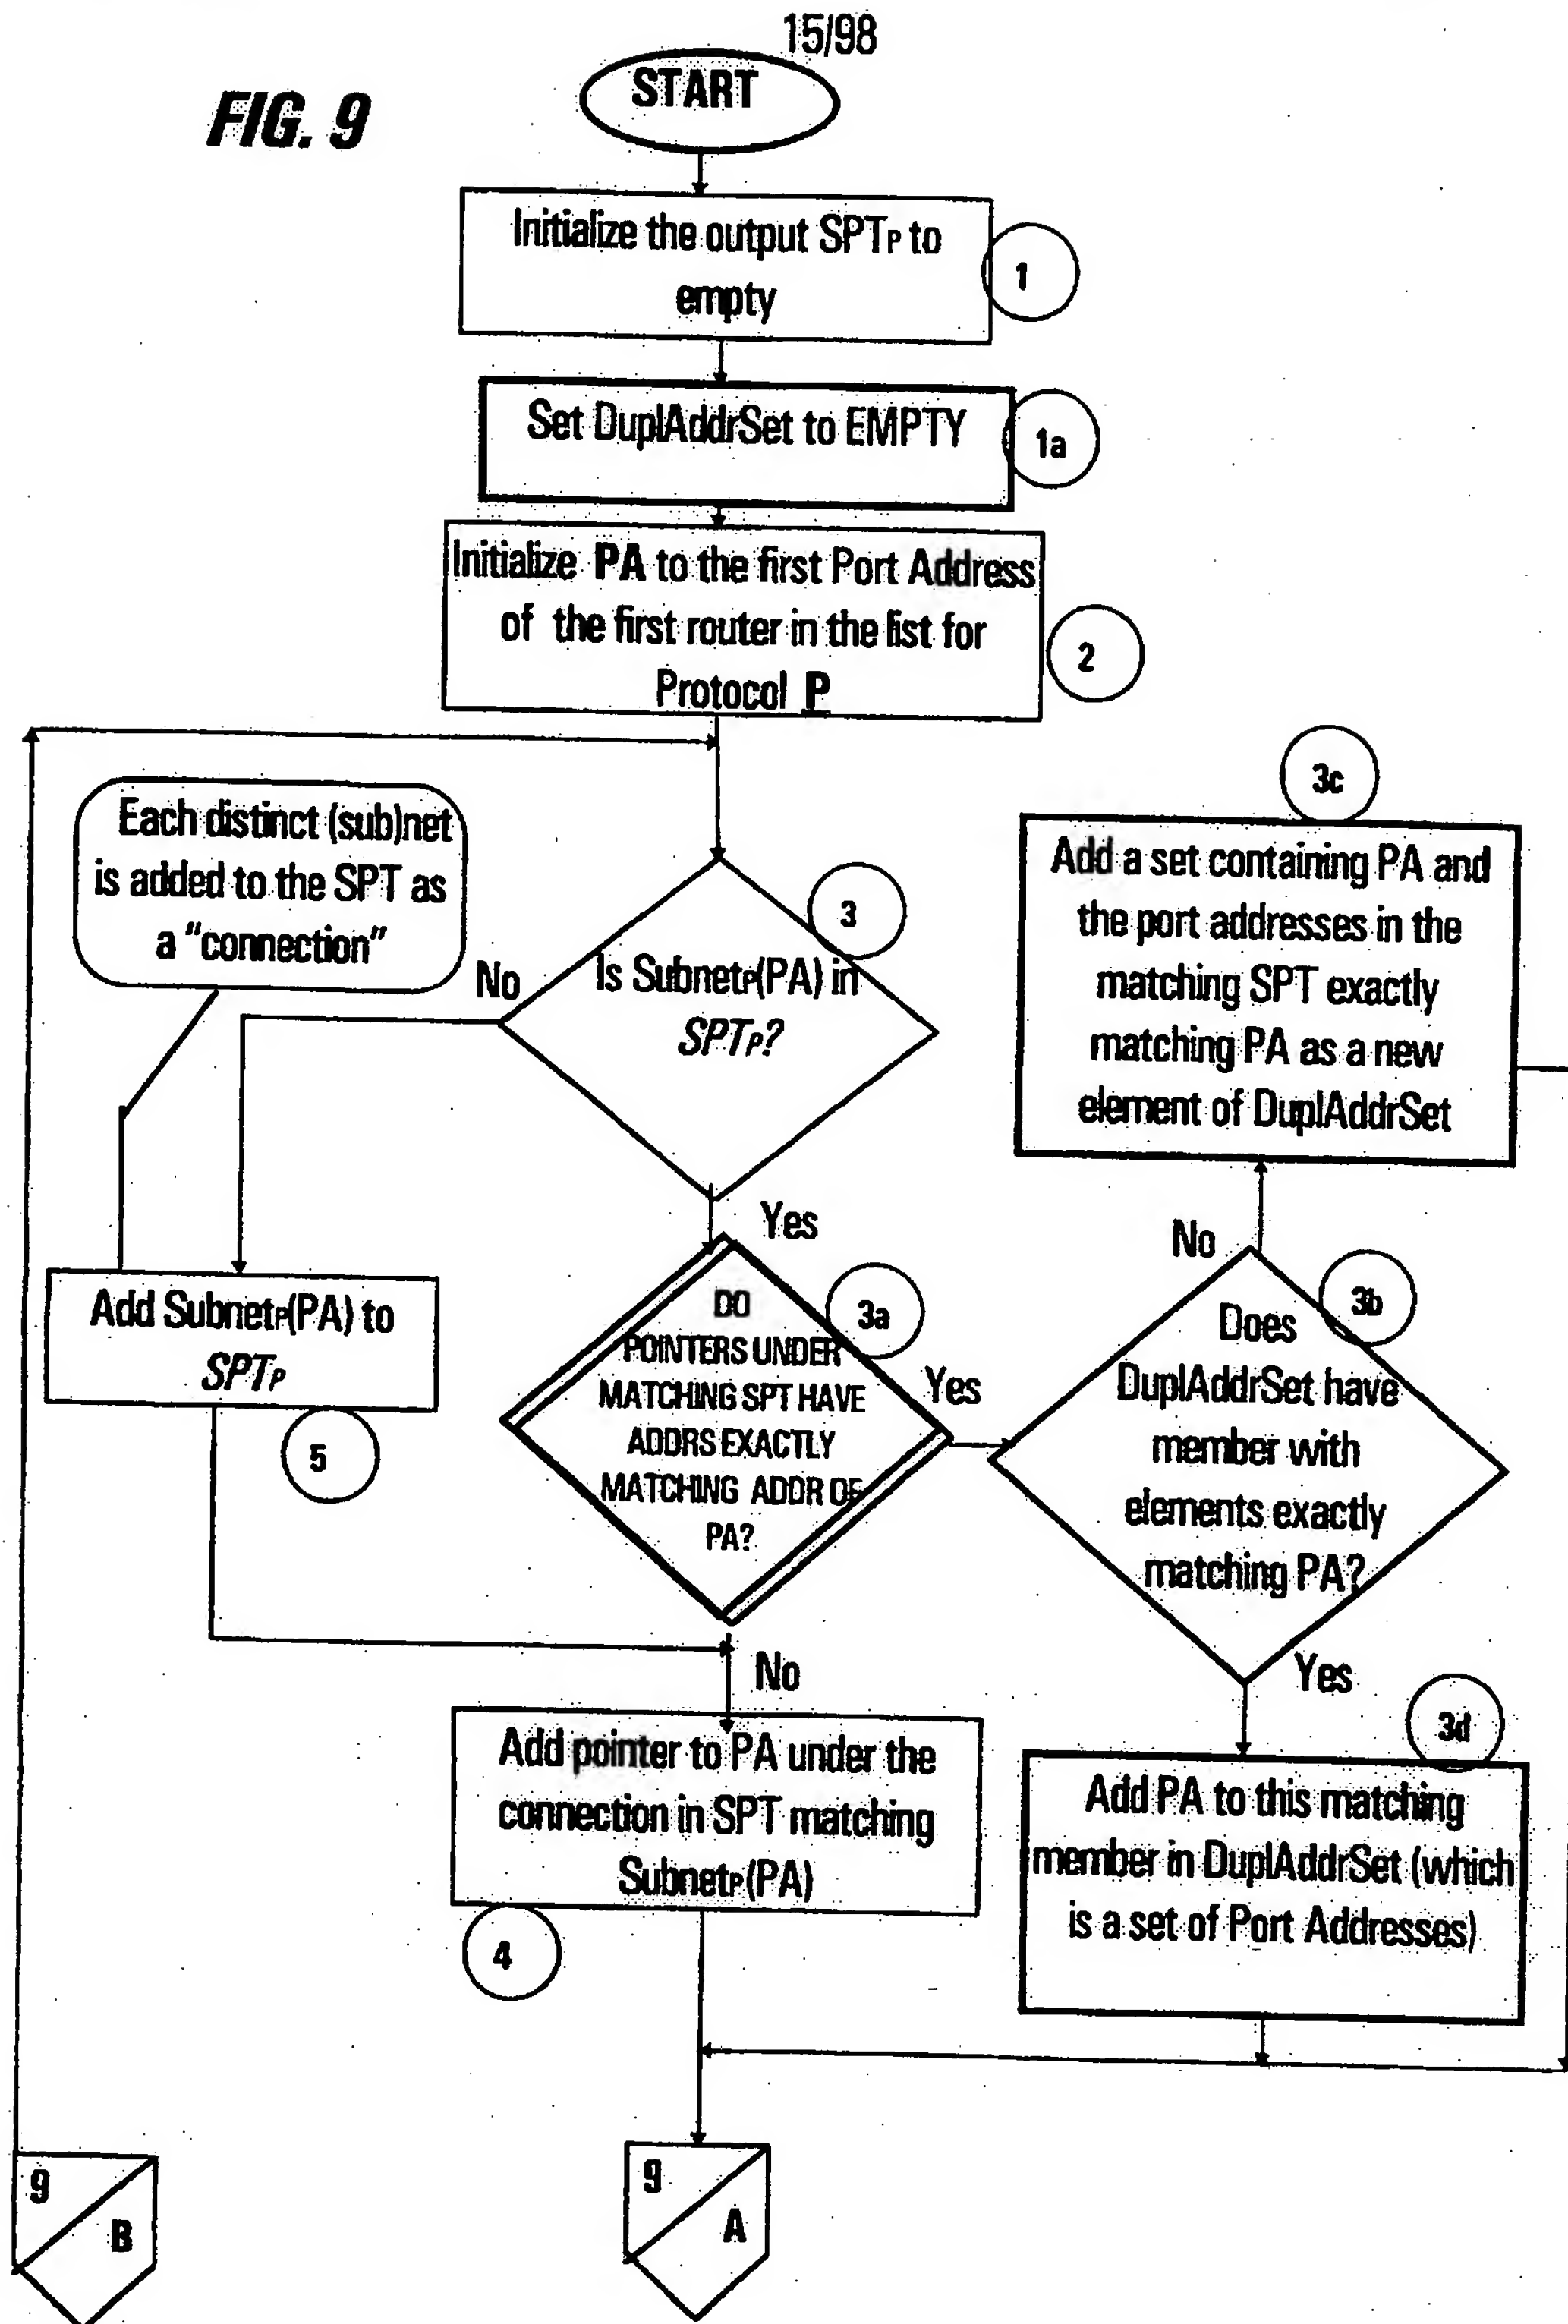 15/98
FIG. 9
START
Initialize the output SPTP to
empty
1
Set DuplAddrSet to EMPTY
1a
Initialize PA to the first Port Address
of the first router in the list for
Protocol P
2
Each distinct (sub)net
is added to the SPT as
a "connection"
3
No
Is SubnetP(PA) in
SPTP?
Yes
3c
Add a set containing PA and
the port addresses in the
matching SPT exactly
matching PA as a new
element of DuplAddrSet
Add SubnetP(PA) to
SPTP
5
DO
POINTERS UNDER
MATCHING SPT HAVE
ADDRS EXACTLY
MATCHING ADDR OF
PA?
3a
Yes
No
No
3b
Does
DuplAddrSet have
member with
elements exactly
matching PA?
Yes
Add pointer to PA under the
connection in SPT matching
SubnetP(PA)
4
3d
Add PA to this matching
member in DuplAddrSet (which
is a set of Port Addresses)
9
B
9
A